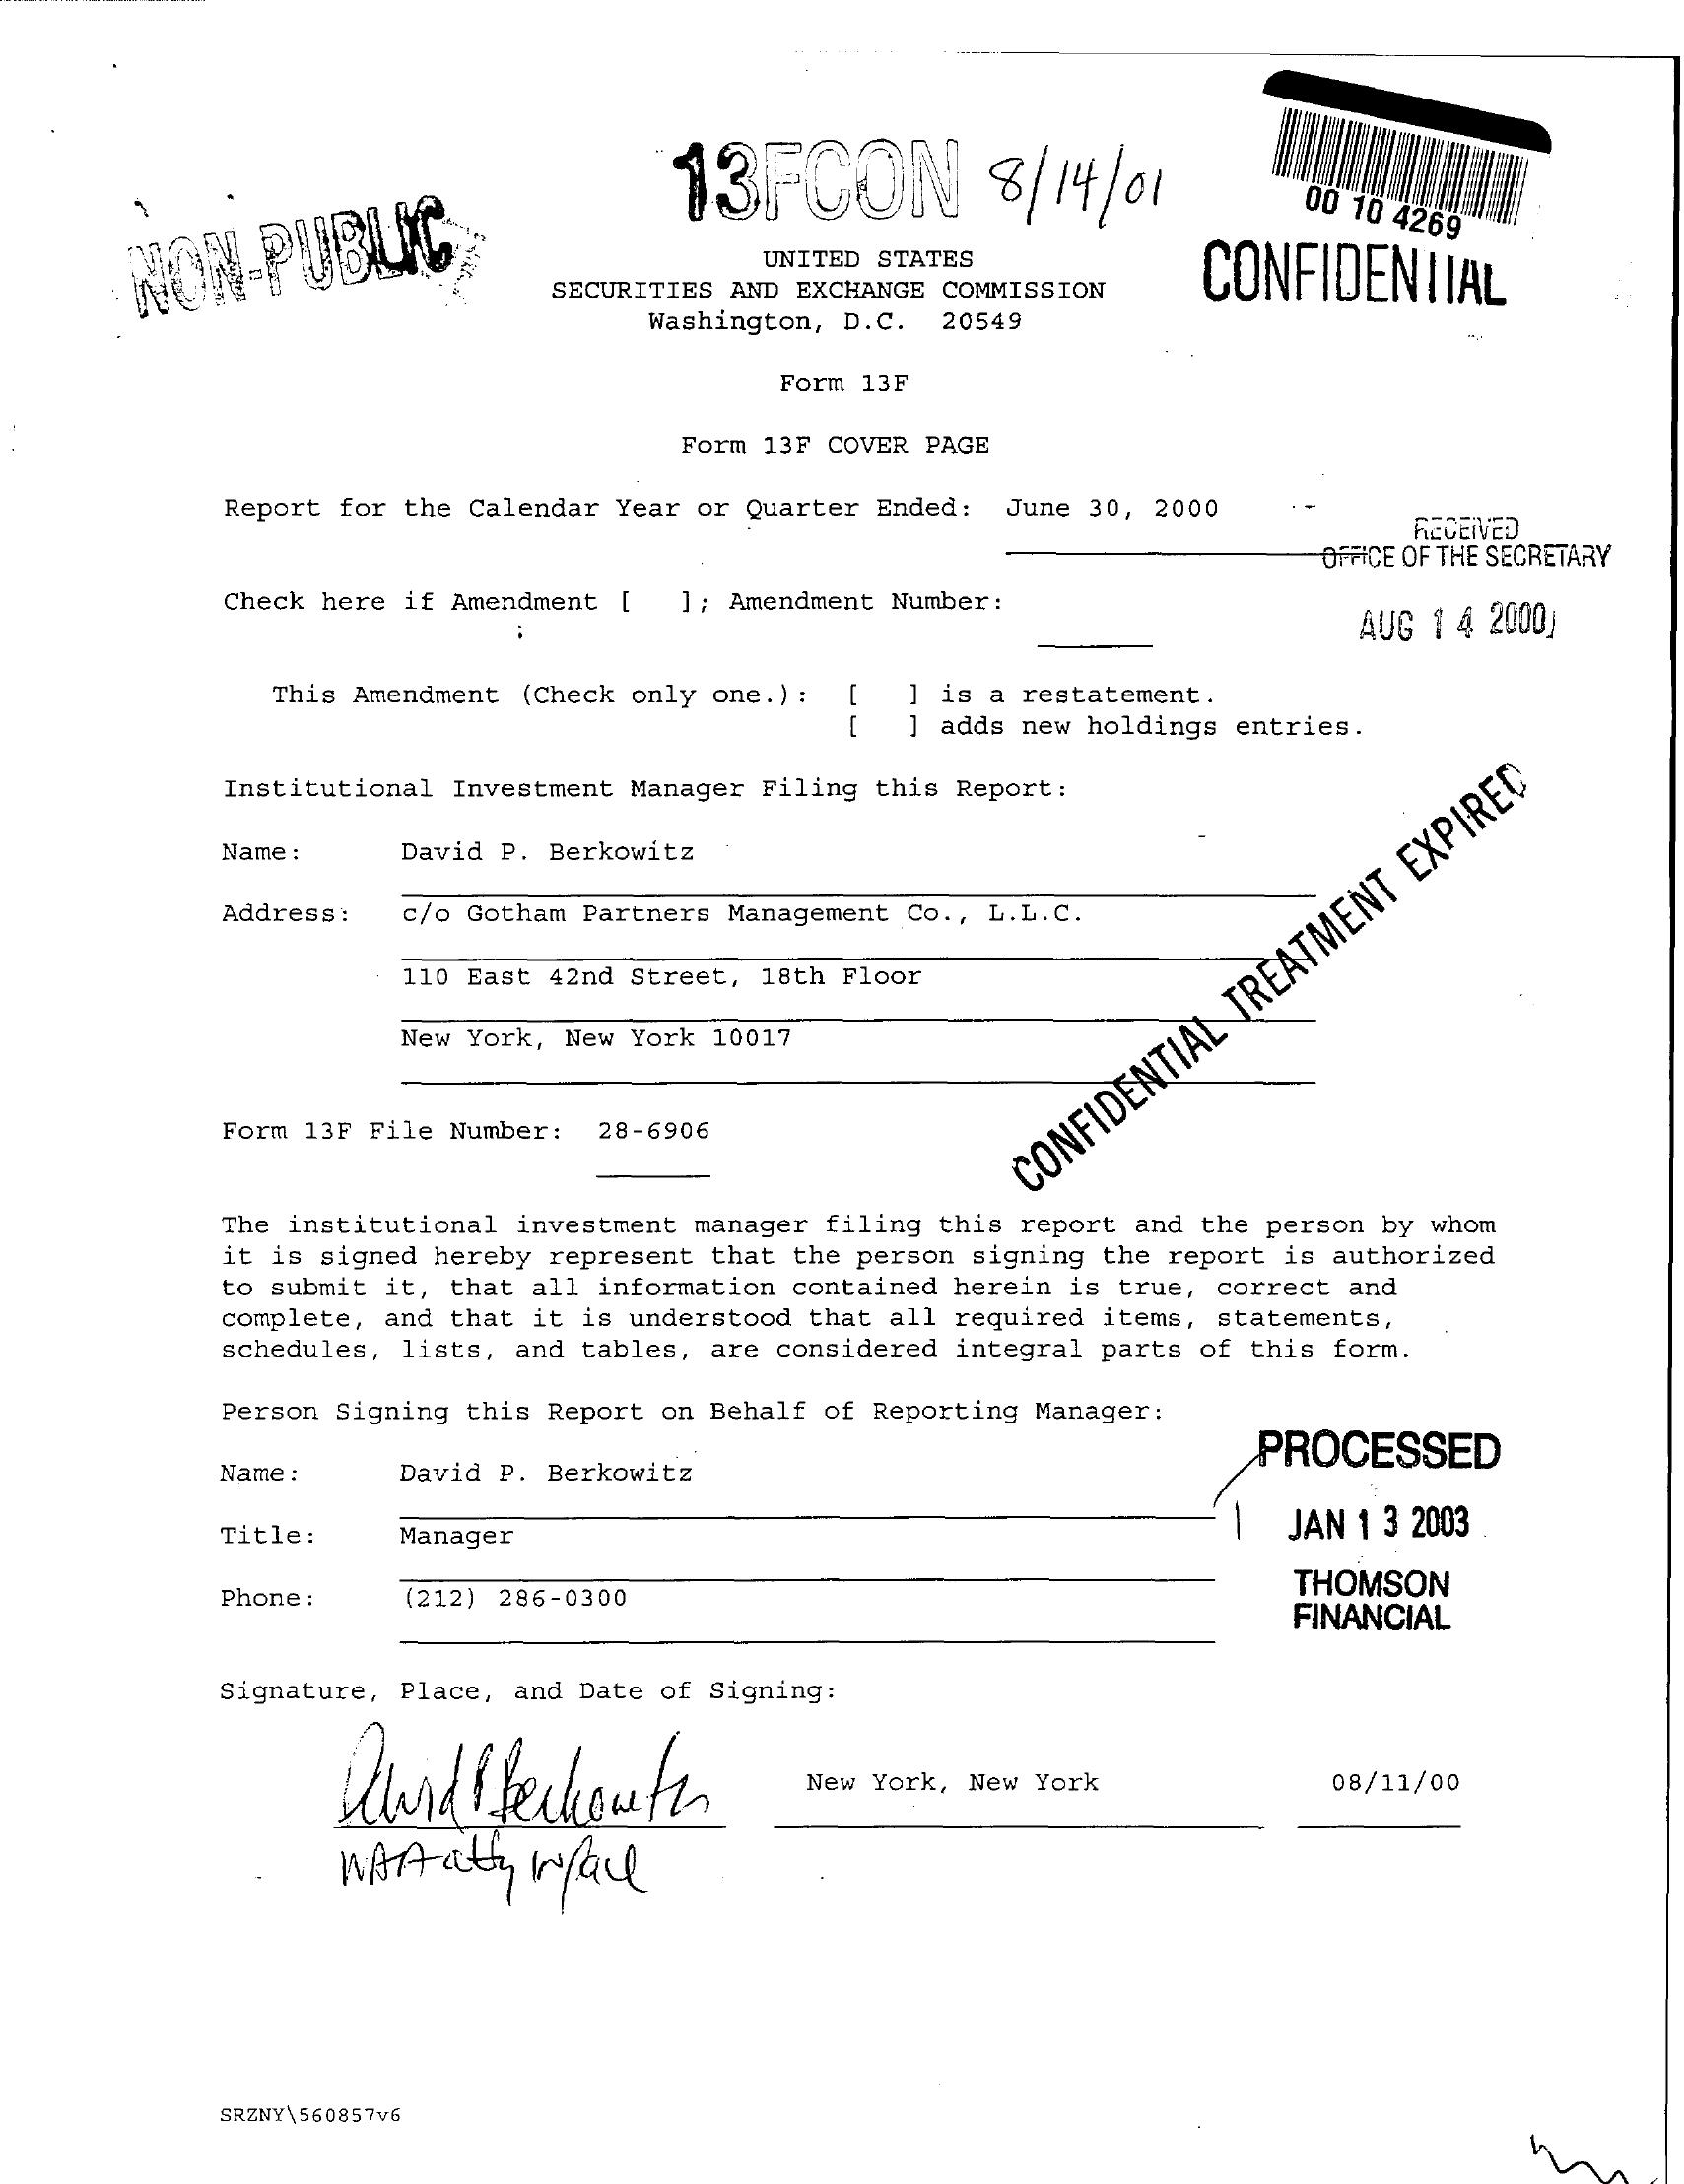 13FCON 8/14/01
00 10 4269
NON-PUBLIC
CONFIDENTIAL
UNITED STATES
SECURITIES AND EXCHANGE COMMISSION
Washington, D.C. 20549
Form 13F
Form 13F COVER PAGE
Report for the Calendar Year or Quarter Ended: June 30, 2000
RECEIVED
OFFICE OF THE SECRETARY
AUG 14 2000
Check here if Amendment [ ]; Amendment Number:
This Amendment (Check only one.): [ ] is a restatement.
[ ] adds new holdings entries.
Institutional Investment Manager Filing this Report:
Name: David P. Berkowitz
Address: c/o Gotham Partners Management Co., L.L.C.
110 East 42nd Street, 18th Floor
New York, New York 10017
CONFIDENTIAL TREATMENT EXPIRED
Form 13F File Number: 28-6906
The institutional investment manager filing this report and the person by whom
it is signed hereby represent that the person signing the report is authorized
to submit it, that all information contained herein is true, correct and
complete, and that it is understood that all required items, statements,
schedules, lists, and tables, are considered integral parts of this form.
Person Signing this Report on Behalf of Reporting Manager:
Name: David P. Berkowitz
Title: Manager
Phone: (212) 286-0300
PROCESSED
JAN 13 2003
THOMSON
FINANCIAL
Signature, Place, and Date of Signing:
David P Berkowitz New York, New York 08/11/00
atty in fact
SRZNY\560857v6